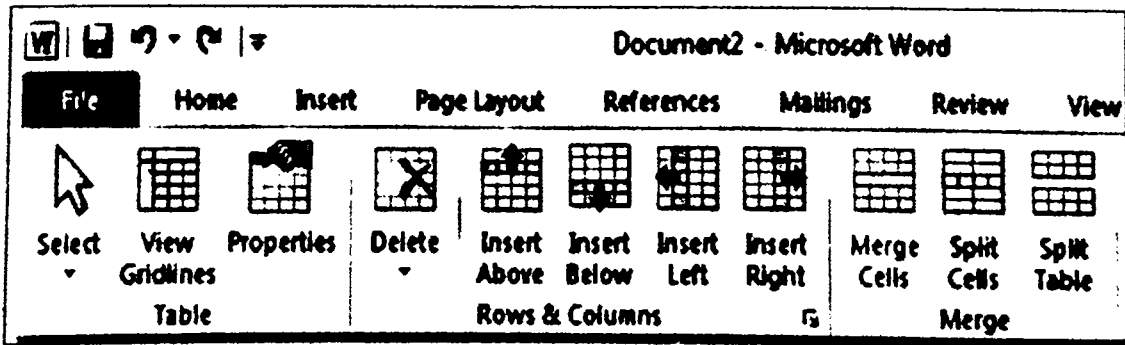 W
Document2 - Microsoft Word
File Home Insert Page Layout References Mailings Review View
Select View Gridlines Properties Delete Insert Above Insert Below Insert Left Insert Right Merge Cells Split Cells Split Table
Table Rows & Columns Merge